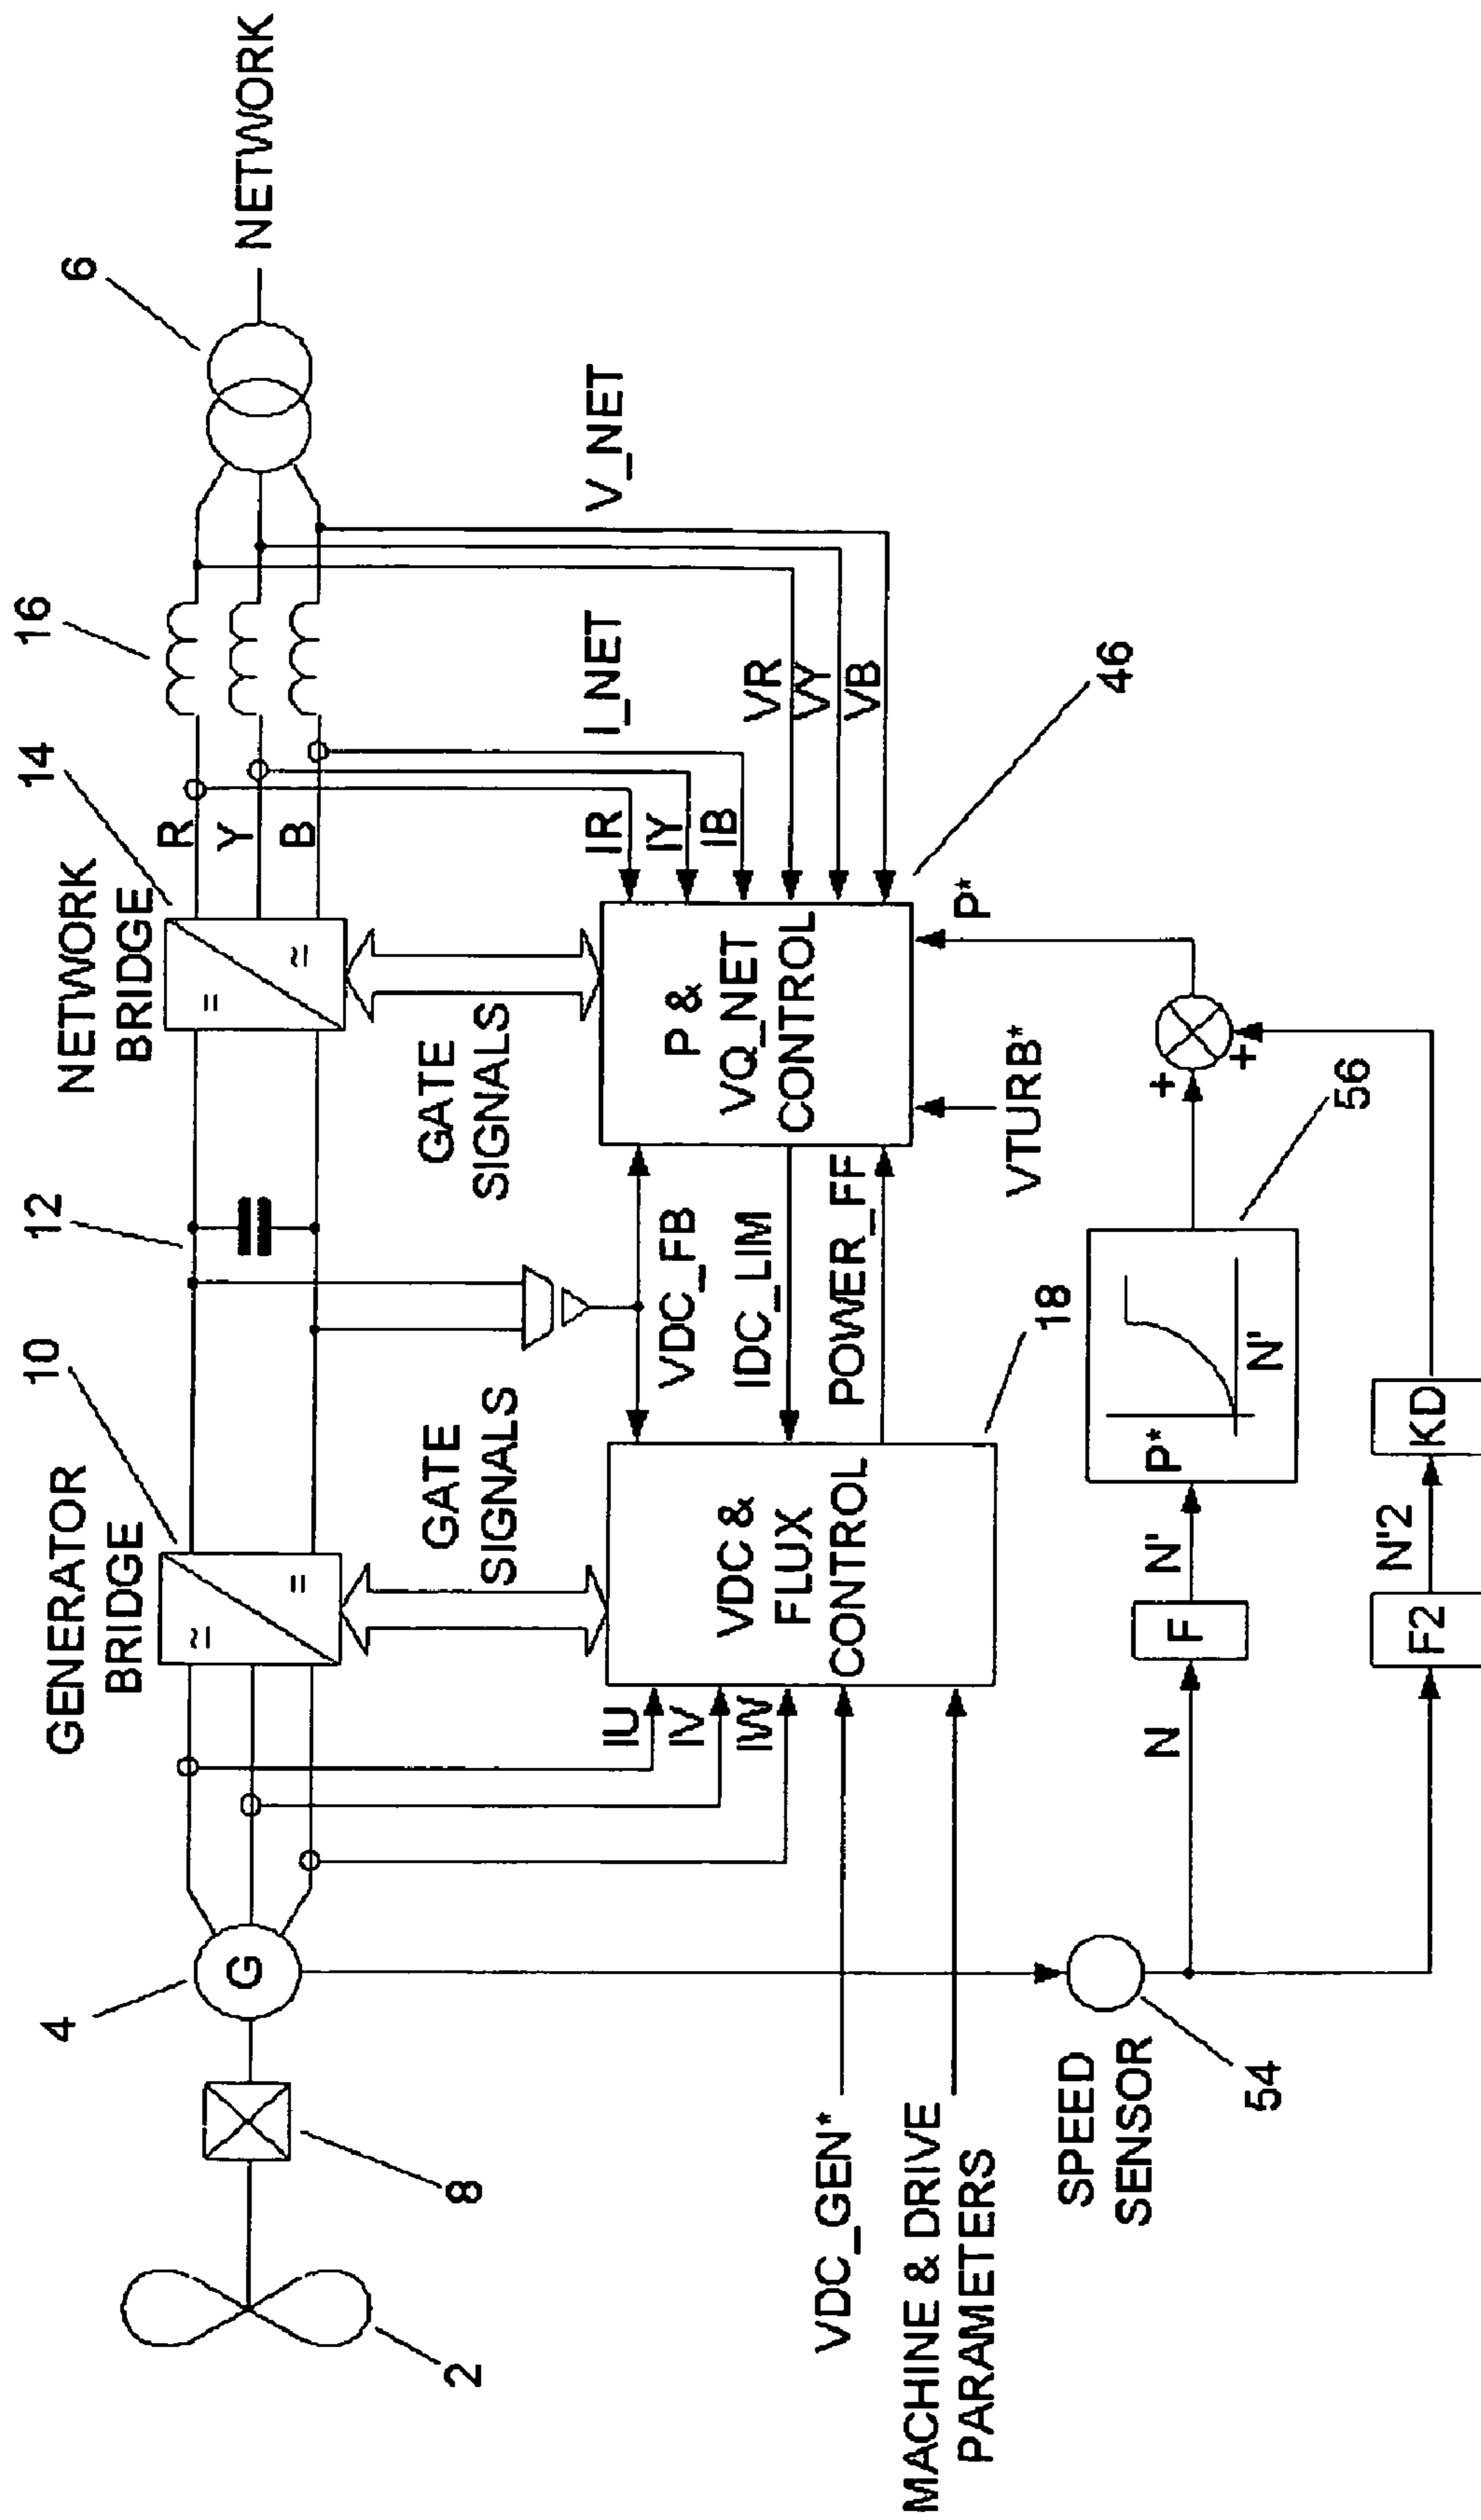 GENERATOR
BRIDGE
10
12
NETWORK
BRIDGE
14
16
6
NETWORK
4
G
8
2
=
≃
R
Y
B
=
≃
GATE
SIGNALS
GATE
SIGNALS
I_NET
V_NET
IU
IV
IW
VDC &
FLUX
CONTROL
VDC_FB
IDC_LIM
POWER_FF
P &
VQ_NET
CONTROL
IR
IY
IB
VR
VY
VB
46
VDC_GEN*
MACHINE & DRIVE
PARAMETERS
18
VTURB*
P*
SPEED
SENSOR
54
N
F
N'
P*
N'
56
+
+
F2
N'2
KD